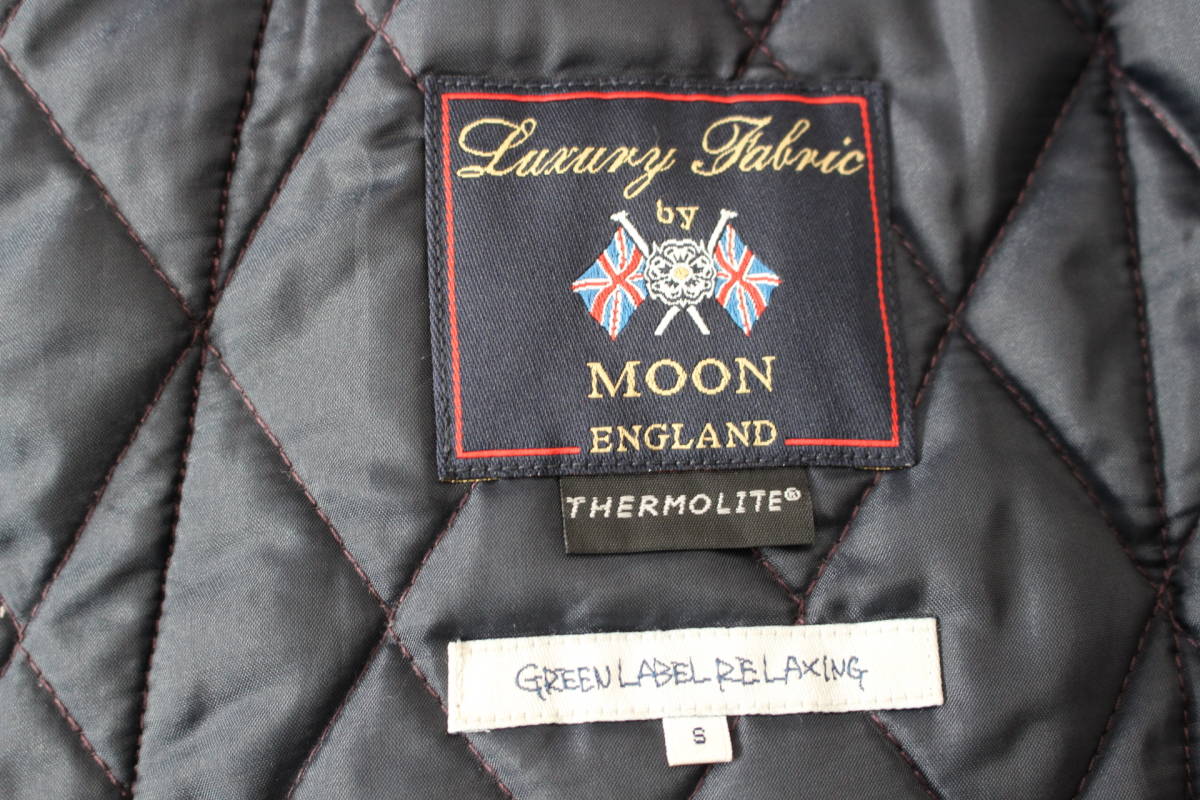 Luxury Fabric
by
MOON
ENGLAND
THERMOLITE®
GREEN LABEL RELAXING
S